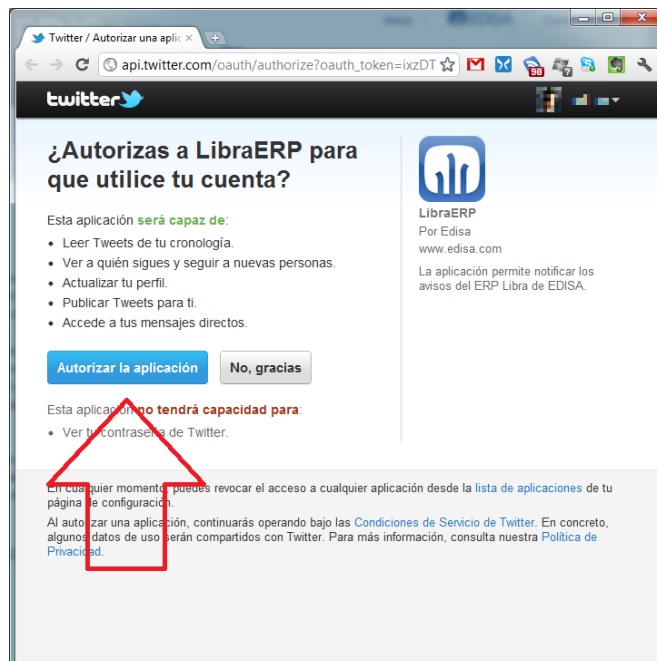 EDISA
Twitter / Autorizar una aplic
api.twitter.com/oauth/authorize?oauth_token=ixzDT
98
?
twitter
¿Autorizas a LibraERP para
que utilice tu cuenta?
Esta aplicación será capaz de:
Leer Tweets de tu cronología.
Ver a quién sigues y seguir a nuevas personas.
Actualizar tu perfil.
Publicar Tweets para ti.
Accede a tus mensajes directos.
Autorizar la aplicación
No, gracias
Esta aplicación no tendrá capacidad para:
Ver tu contraseña de Twitter.
LibraERP
Por Edisa
www.edisa.com
La aplicación permite notificar los
avisos del ERP Libra de EDISA.
En cualquier momento, puedes revocar el acceso a cualquier aplicación desde la lista de aplicaciones de tu
página de configuración.
Al autorizar una aplicación, continuarás operando bajo las Condiciones de Servicio de Twitter. En concreto,
algunos datos de uso serán compartidos con Twitter. Para más información, consulta nuestra Política de
Privacidad.